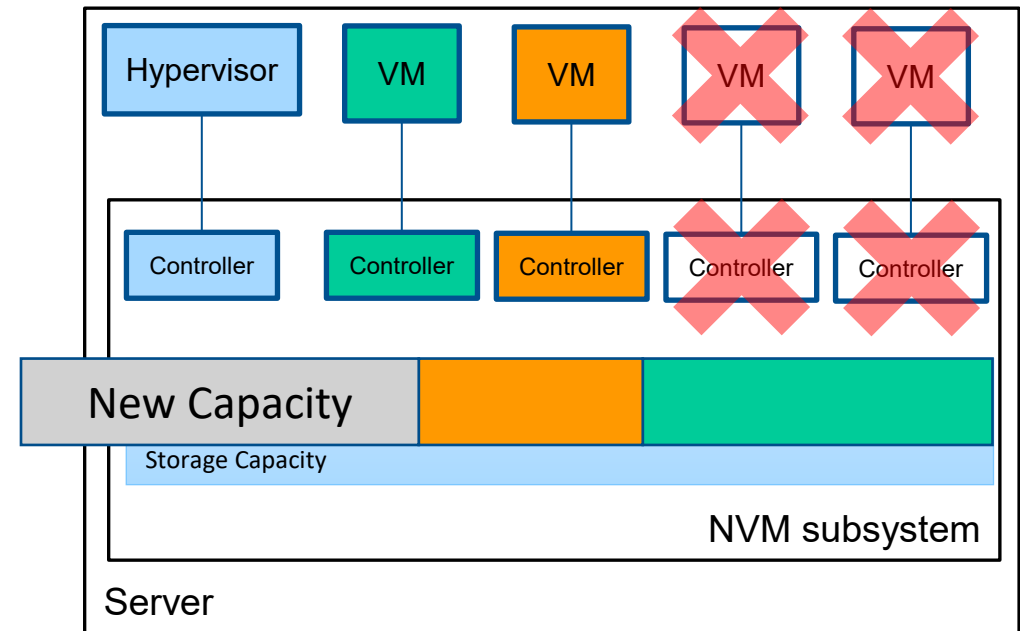 Hypervisor
VM
VM
VM
VM
Controller
Controller
Controller
Controller
Controller
New Capacity
Storage Capacity
NVM subsystem
Server